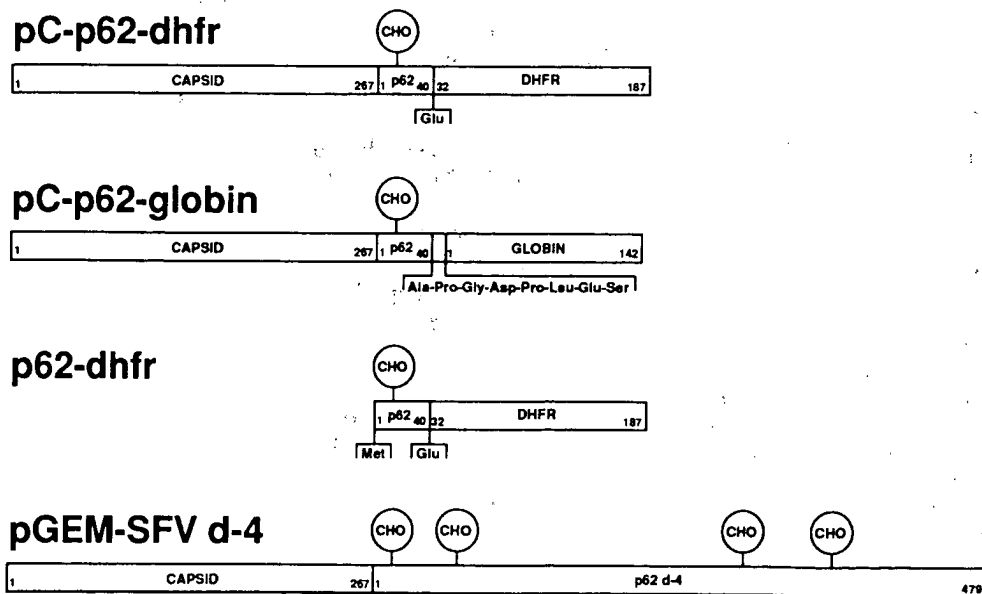 pC-p62-dhfr
CHO
1 CAPSID 267 1 p62 40 32 DHFR 187
Glu
pC-p62-globin
CHO
1 CAPSID 267 1 p62 40 1 GLOBIN 142
Ala-Pro-Gly-Asp-Pro-Leu-Glu-Ser
p62-dhfr
CHO
1 p62 40 32 DHFR 187
Met Glu
pGEM-SFV d-4
CHO CHO CHO CHO
1 CAPSID 267 1 p62 d-4 479